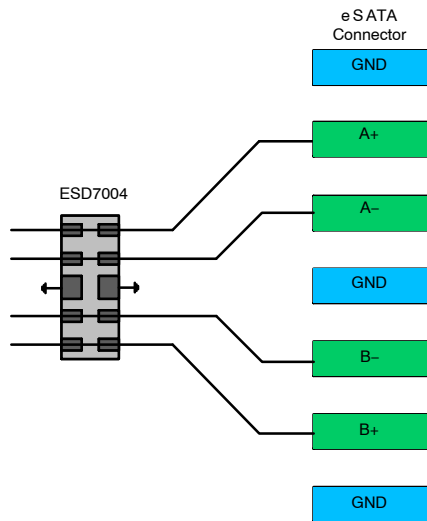 eSATA
Connector
GND
A+
ESD7004
A−
GND
B−
B+
GND